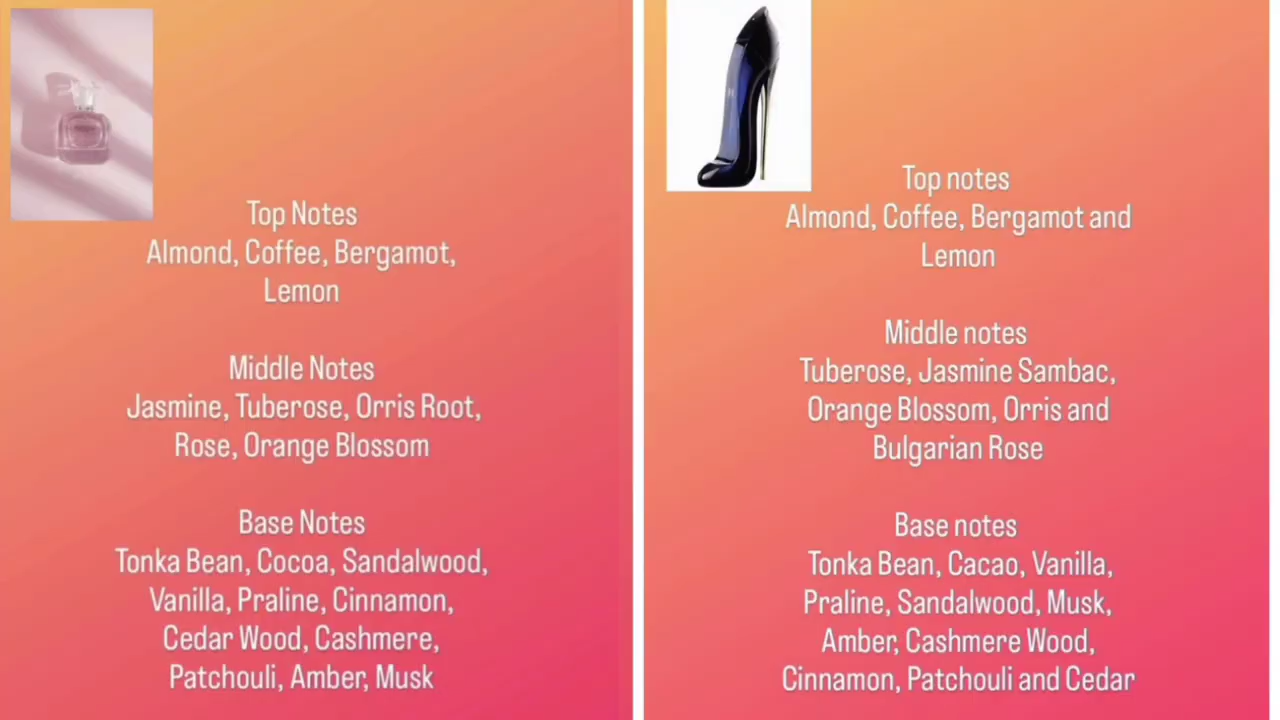 Top Notes
Almond, Coffee, Bergamot,
Lemon
Middle Notes
Jasmine, Tuberose, Orris Root,
Rose, Orange Blossom
Base Notes
Tonka Bean, Cocoa, Sandalwood,
Vanilla, Praline, Cinnamon,
Cedar Wood, Cashmere,
Patchouli, Amber, Musk
Top notes
Almond, Coffee, Bergamot and
Lemon
Middle notes
Tuberose, Jasmine Sambac,
Orange Blossom, Orris and
Bulgarian Rose
Base notes
Tonka Bean, Cacao, Vanilla,
Praline, Sandalwood, Musk,
Amber, Cashmere Wood,
Cinnamon, Patchouli and Cedar